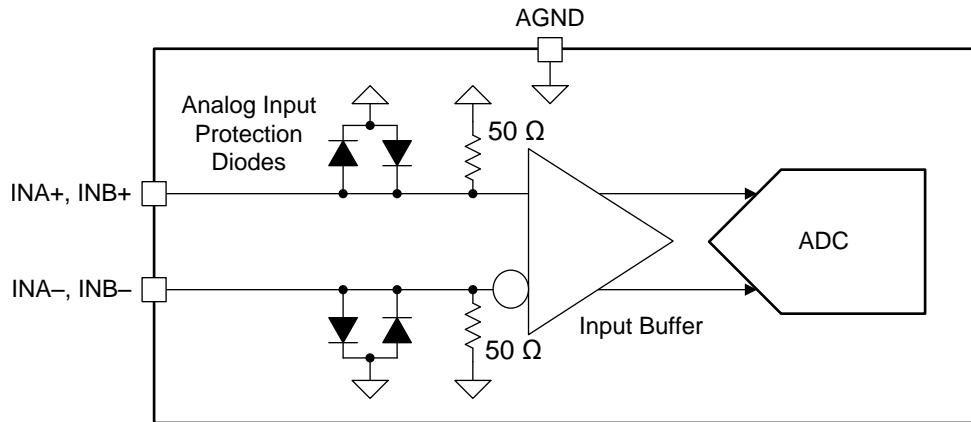 AGND
Analog Input
Protection
Diodes
50 Ω
INA+, INB+
ADC
INA–, INB–
Input Buffer
50 Ω